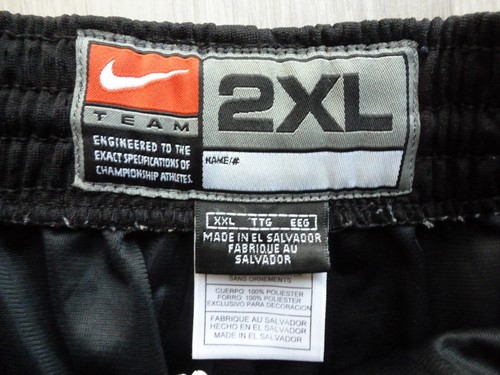 TEAM
ENGINEERED TO THE
EXACT SPECIFICATIONS OF
CHAMPIONSHIP ATHLETES.
2XL
NAME/#
XXL TTG EEG
MADE IN EL SALVADOR
FABRIQUE AU
SALVADOR
SANS ORNEMENTS
CUERPO: 100% POLIESTER
FORRO: 100% POLIESTER
EXCLUSIVO PARA DECORACION
FABRIQUE AU SALVADOR
HECHO EN EL SALVADOR
MADE IN EL SALVADOR